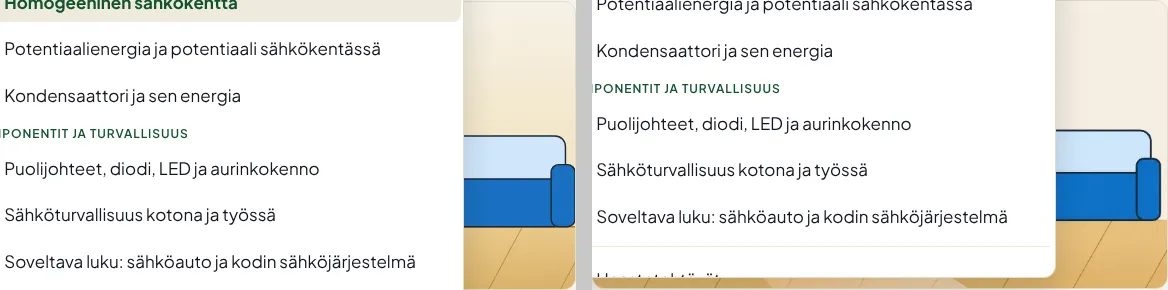 Homogeeninen sähkökenttä
Potentiaalienergia ja potentiaali sähkökentässä
Kondensaattori ja sen energia
PONENTIT JA TURVALLISUUS
Puolijohteet, diodi, LED ja aurinkokenno
Sähköturvallisuus kotona ja työssä
Soveltava luku: sähköauto ja kodin sähköjärjestelmä
Potentiaalienergia ja potentiaali sähkökentässä
Kondensaattori ja sen energia
PONENTIT JA TURVALLISUUS
Puolijohteet, diodi, LED ja aurinkokenno
Sähköturvallisuus kotona ja työssä
Soveltava luku: sähköauto ja kodin sähköjärjestelmä